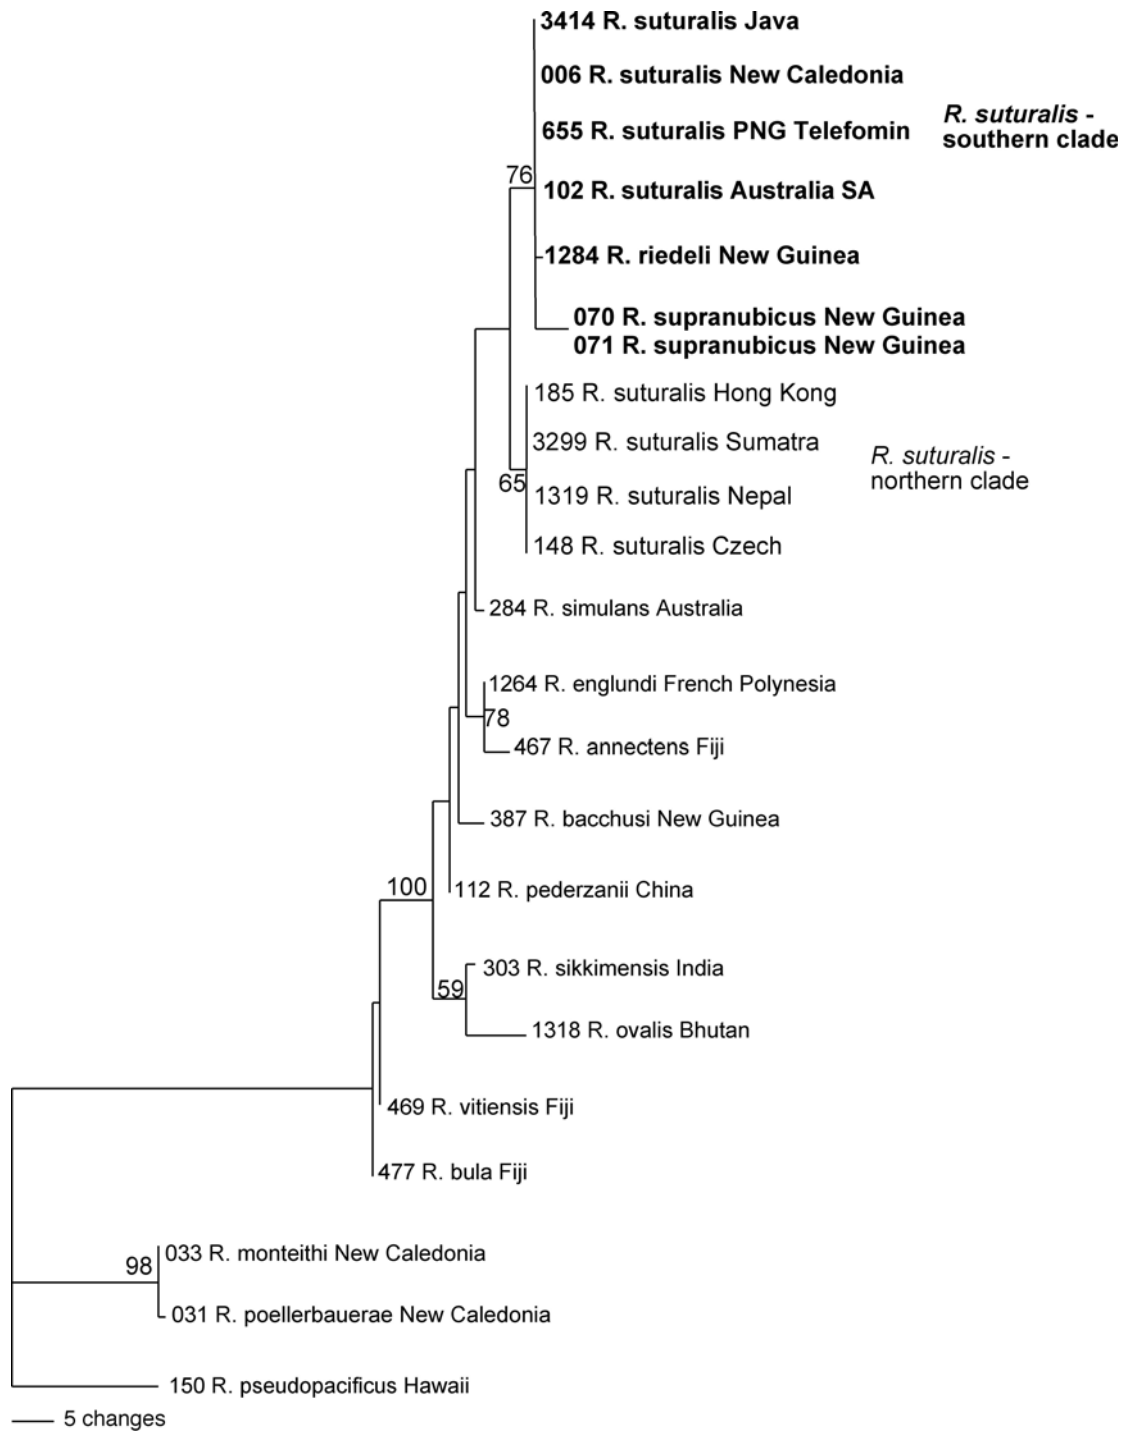 3414 R. suturalis Java
006 R. suturalis New Caledonia
655 R. suturalis PNG Telefomin
R. suturalis -
southern clade
76
102 R. suturalis Australia SA
1284 R. riedeli New Guinea
070 R. supranubicus New Guinea
071 R. supranubicus New Guinea
185 R. suturalis Hong Kong
3299 R. suturalis Sumatra
R. suturalis -
northern clade
65
1319 R. suturalis Nepal
148 R. suturalis Czech
284 R. simulans Australia
1264 R. englundi French Polynesia
78
467 R. annectens Fiji
387 R. bacchusi New Guinea
100
112 R. pederzanii China
303 R. sikkimensis India
59
1318 R. ovalis Bhutan
469 R. vitiensis Fiji
477 R. bula Fiji
033 R. monteithi New Caledonia
98
031 R. poellerbauerae New Caledonia
150 R. pseudopacificus Hawaii
5 changes